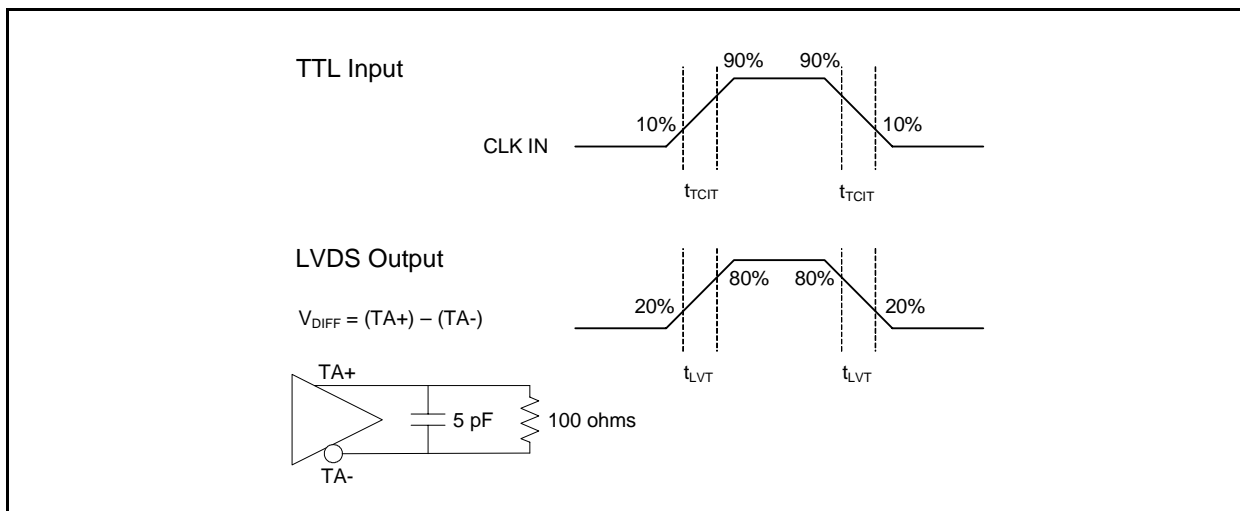 TTL Input
90% 90%
10% 10%
CLK IN
tTCIT tTCIT
LVDS Output
80% 80%
20% 20%
VDIFF = (TA+) – (TA-)
tLVT tLVT
TA+
5 pF 100 ohms
TA-